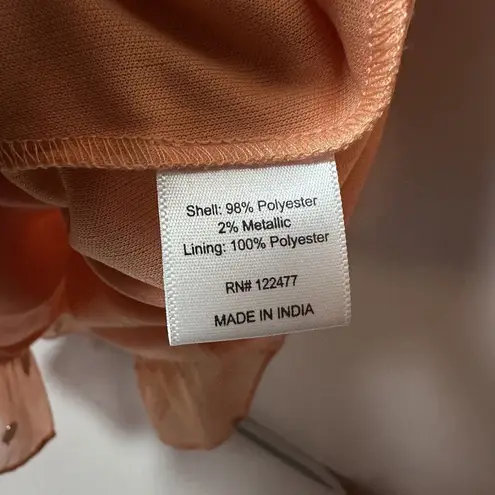 Shell: 98% Polyester
2% Metallic
Lining: 100% Polyester
RN# 122477
MADE IN INDIA